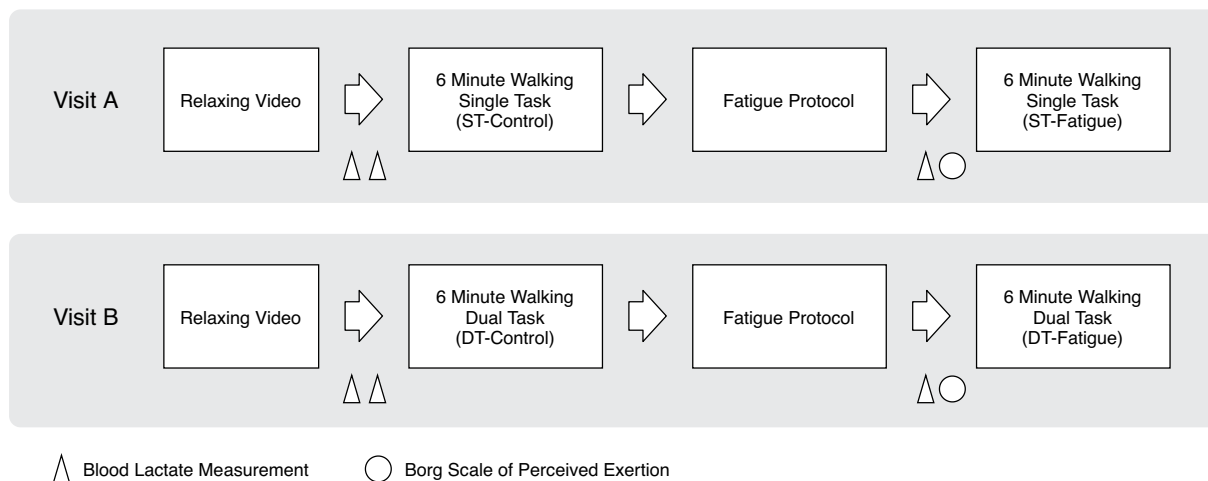 Visit A
Relaxing Video
6 Minute Walking
Single Task
(ST-Control)
Fatigue Protocol
6 Minute Walking
Single Task
(ST-Fatigue)
Visit B
Relaxing Video
6 Minute Walking
Dual Task
(DT-Control)
Fatigue Protocol
6 Minute Walking
Dual Task
(DT-Fatigue)
Blood Lactate Measurement
Borg Scale of Perceived Exertion